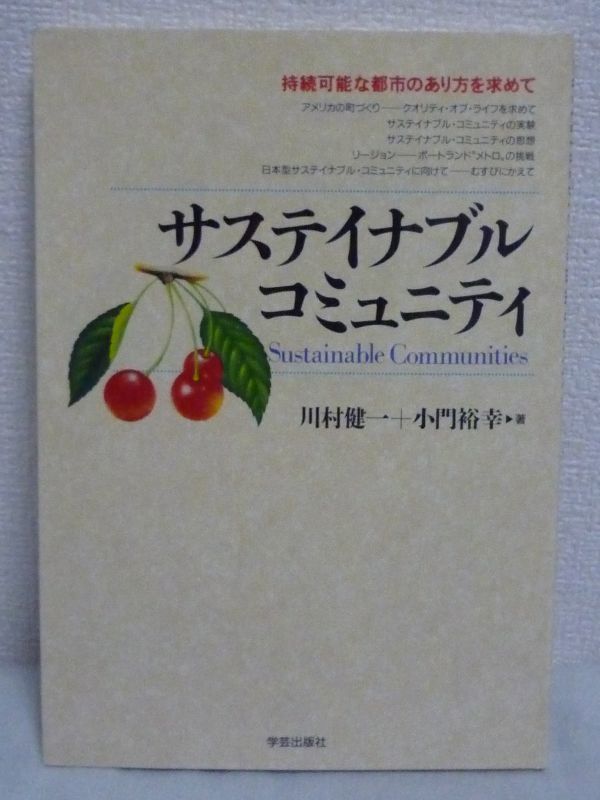 持続可能な都市のあり方を求めて
アメリカの町づくり──クオリティ・オブ・ライフを求めて
サステイナブル・コミュニティの実験
サステイナブル・コミュニティの思想
リージョン──ポートランド"メトロ"の挑戦
日本型サステイナブル・コミュニティに向けて──むすびにかえて
サステイナブル
コミュニティ
Sustainable Communities
川村健一＋小門裕幸▶著
学芸出版社